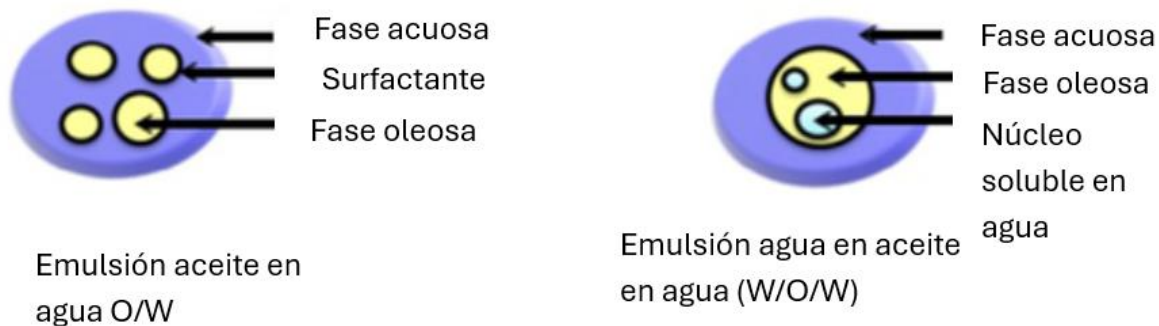 Fase acuosa
Surfactante
Fase oleosa
Emulsión aceite en
agua O/W
Fase acuosa
Fase oleosa
Núcleo
soluble en
agua
Emulsión agua en aceite
en agua (W/O/W)